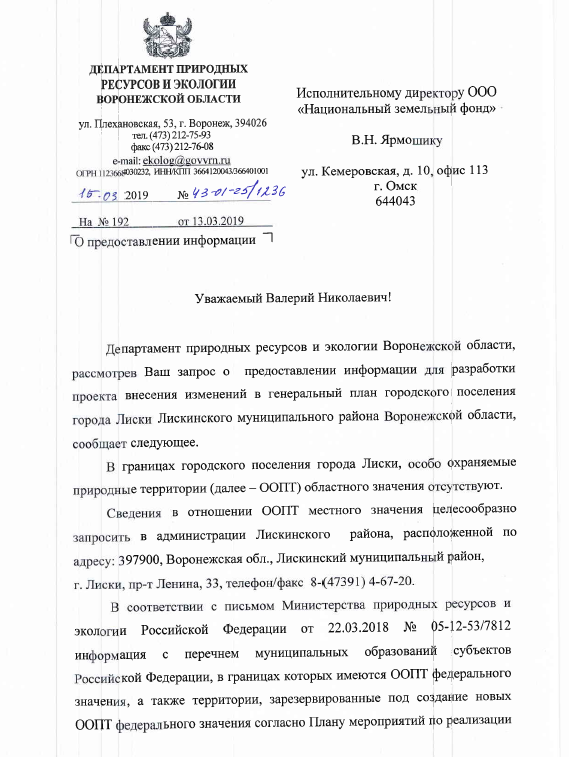 ДЕПАРТАМЕНТ ПРИРОДНЫХ
РЕСУРСОВ И ЭКОЛОГИИ
ВОРОНЕЖСКОЙ ОБЛАСТИ
ул. Плехановская, 53, г. Воронеж, 394026
тел. (473) 212-75-93
факс (473) 212-76-08
e-mail: ekolog@govvrn.ru
ОГРН 1123668040232, ИНН/КПП 3664120043/366401001
15.03 2019 № 43-01-25/1236
На № 192 от 13.03.2019
О предоставлении информации
Исполнительному директору ООО
«Национальный земельный фонд»
В.Н. Ярмошику
ул. Кемеровская, д. 10, офис 113
г. Омск
644043
Уважаемый Валерий Николаевич!
Департамент природных ресурсов и экологии Воронежской области,
рассмотрев Ваш запрос о предоставлении информации для разработки
проекта внесения изменений в генеральный план городского поселения
города Лиски Лискинского муниципального района Воронежской области,
сообщает следующее.
В границах городского поселения города Лиски, особо охраняемые
природные территории (далее – ООПТ) областного значения отсутствуют.
Сведения в отношении ООПТ местного значения целесообразно
запросить в администрации Лискинского района, расположенной по
адресу: 397900, Воронежская обл., Лискинский муниципальный район,
г. Лиски, пр-т Ленина, 33, телефон/факс 8-(47391) 4-67-20.
В соответствии с письмом Министерства природных ресурсов и
экологии Российской Федерации от 22.03.2018 № 05-12-53/7812
информация с перечнем муниципальных образований субъектов
Российской Федерации, в границах которых имеются ООПТ федерального
значения, а также территории, зарезервированные под создание новых
ООПТ федерального значения согласно Плану мероприятий по реализации